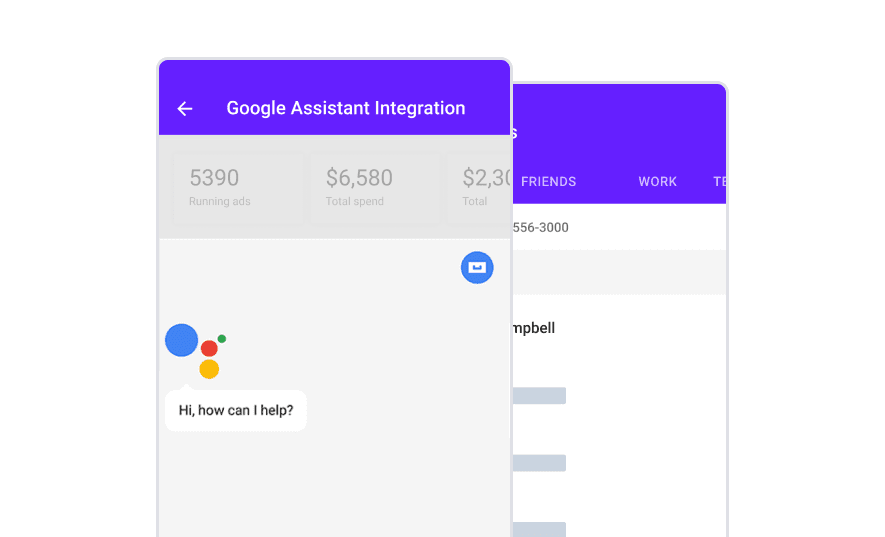 Google Assistant Integration
5390
Running ads
$6,580
Total spend
$2,30
Total
Hi, how can I help?
s
FRIENDS
WORK
TE
556-3000
mpbell